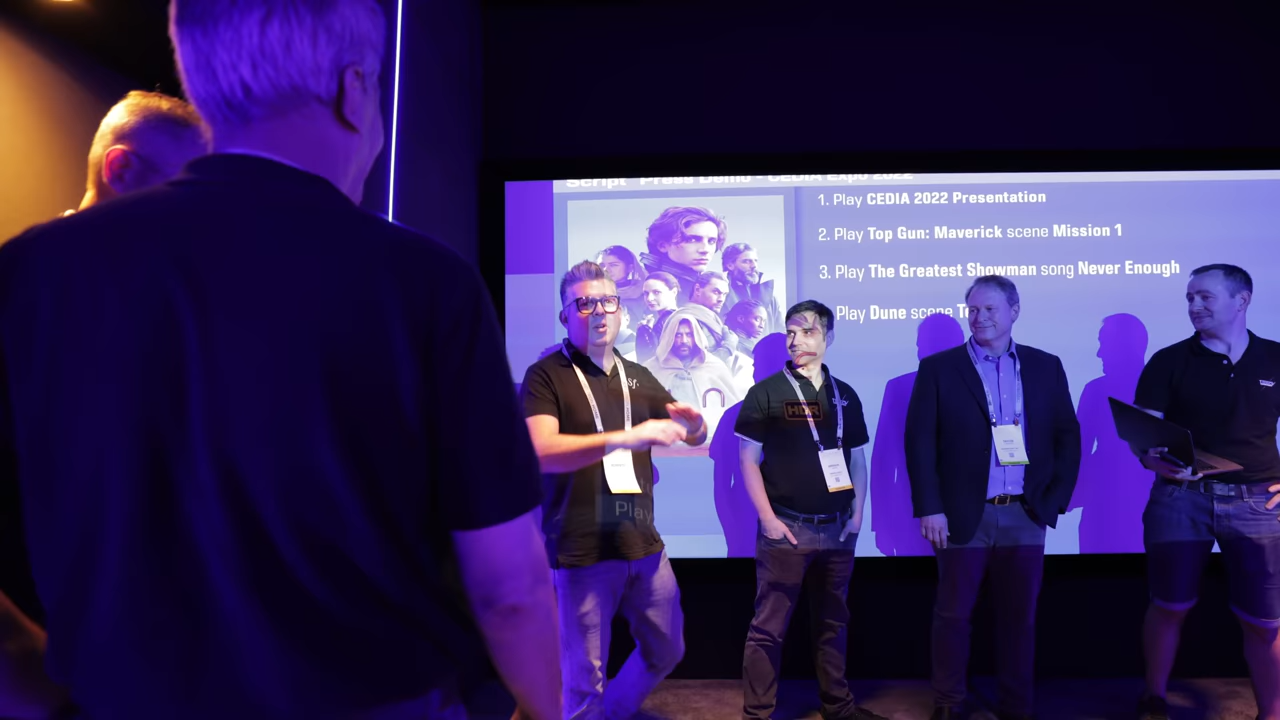 Script "Press Demo - CEDIA Expo 2022
1. Play CEDIA 2022 Presentation
2. Play Top Gun: Maverick scene Mission 1
3. Play The Greatest Showman song Never Enough
Play Dune scene
HDR
Play